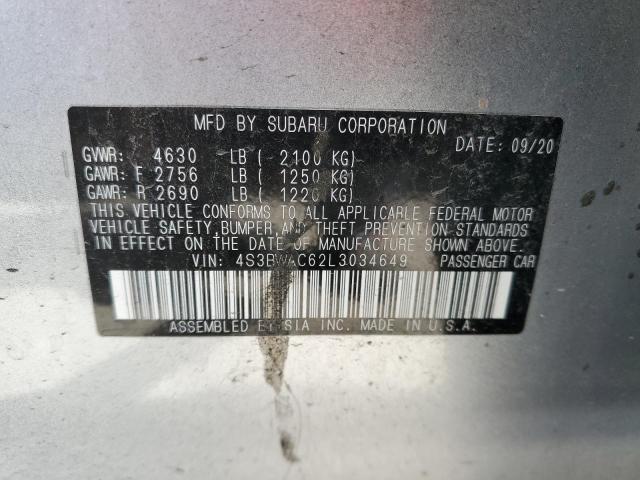 MFD BY SUBARU CORPORATION
DATE: 09/20
GVWR: 4630 LB ( 2100 KG)
GAWR: F 2756 LB ( 1250 KG)
GAWR: R 2690 LB ( 1220 KG)
THIS VEHICLE CONFORMS TO ALL APPLICABLE FEDERAL MOTOR
VEHICLE SAFETY, BUMPER, AND THEFT PREVENTION STANDARDS
IN EFFECT ON THE DATE OF MANUFACTURE SHOWN ABOVE.
VIN: 4S3BWAC62L3034649 PASSENGER CAR
ASSEMBLED BY SIA INC. MADE IN U.S.A.